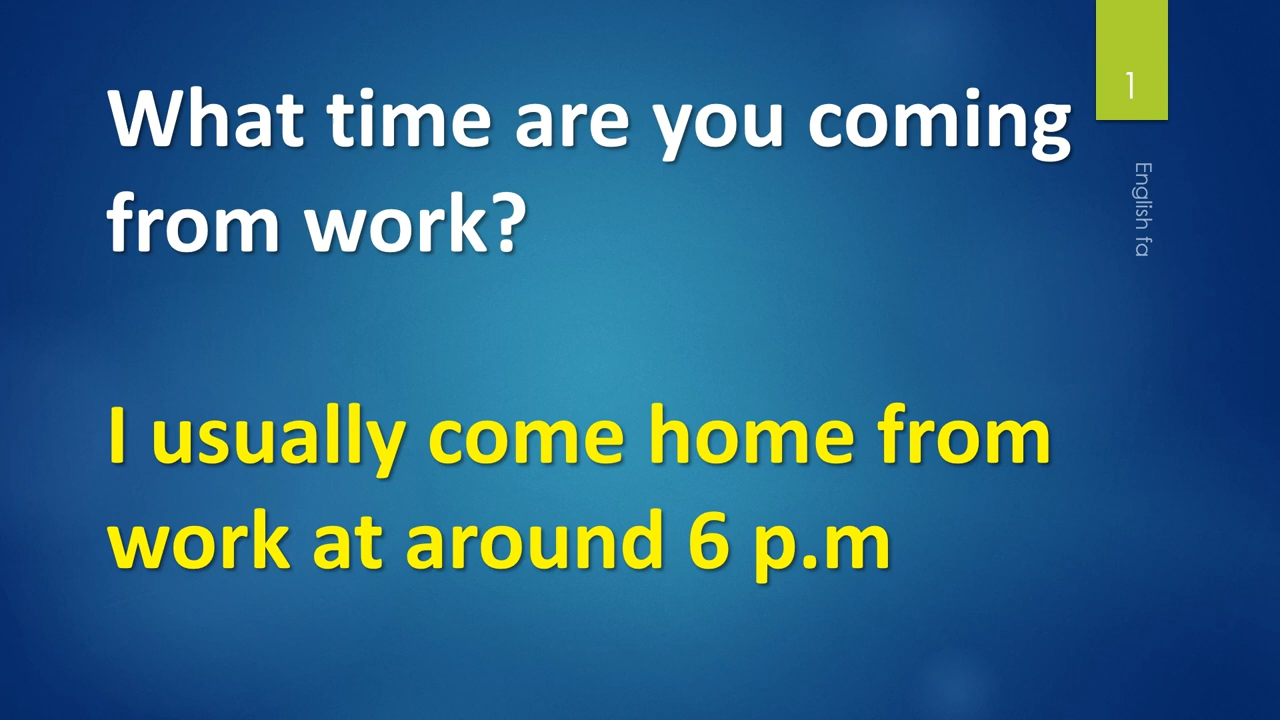 What time are you coming
from work?
I usually come home from
work at around 6 p.m
1
English fa